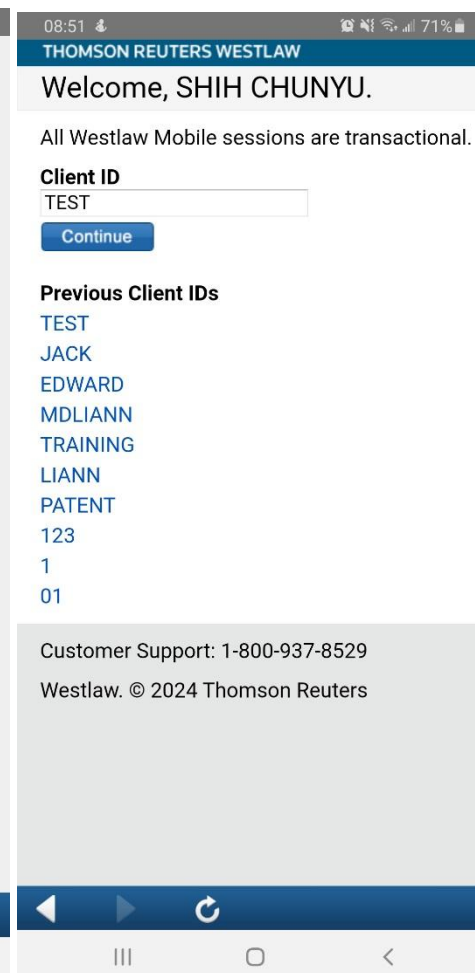 08:51 71%
THOMSON REUTERS WESTLAW
Welcome, SHIH CHUNYU.
All Westlaw Mobile sessions are transactional.
Client ID
TEST
Continue
Previous Client IDs
TEST
JACK
EDWARD
MDLIANN
TRAINING
LIANN
PATENT
123
1
01
Customer Support: 1-800-937-8529
Westlaw. © 2024 Thomson Reuters